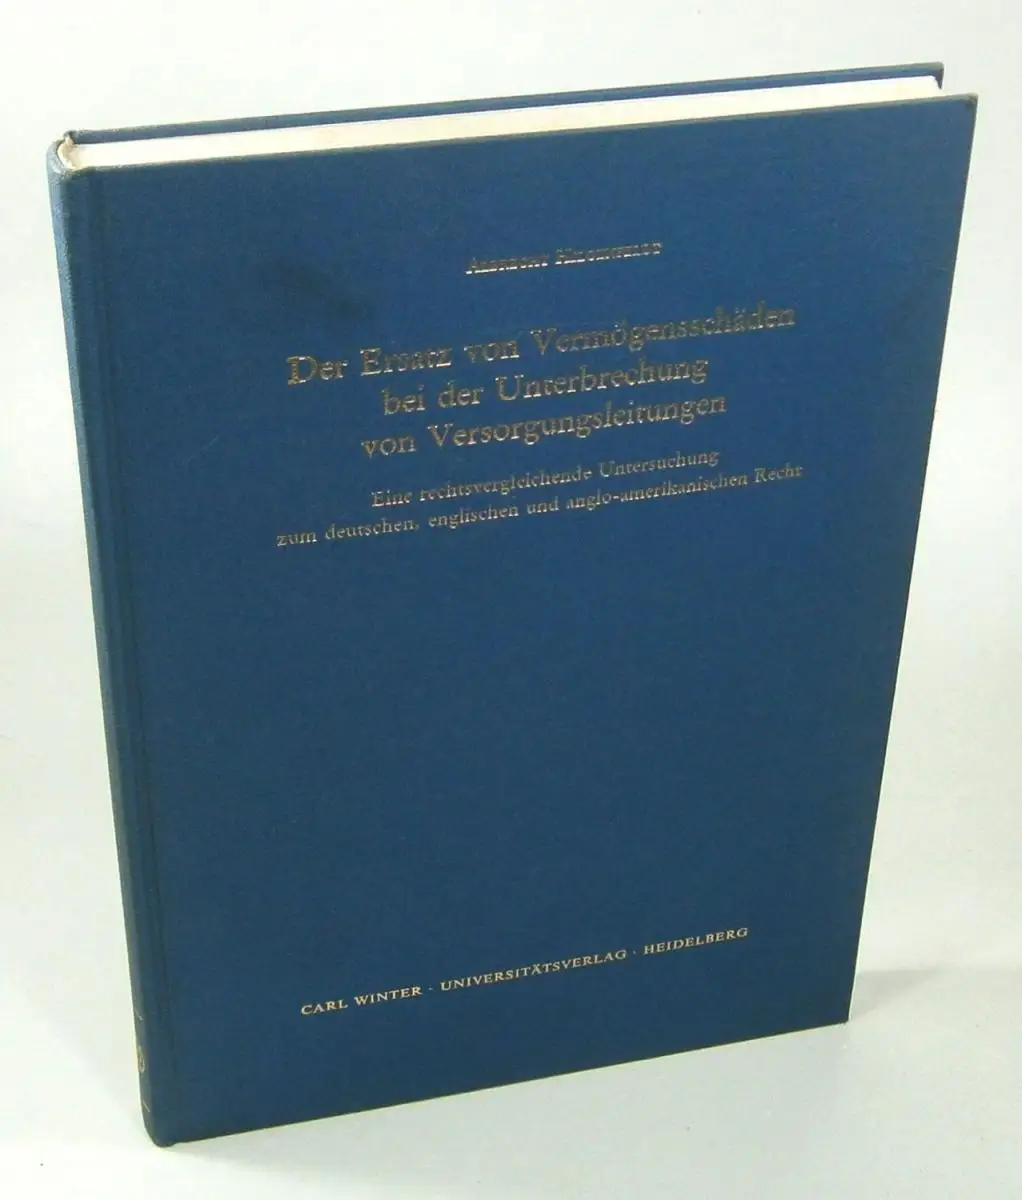 Albrecht
Der Ersatz von Vermögensschäden
bei der Unterbrechung
von Versorgungsleitungen
Eine rechtsvergleichende Untersuchung
zum deutschen, englischen und anglo-amerikanischen Recht
CARL WINTER · UNIVERSITÄTSVERLAG · HEIDELBERG